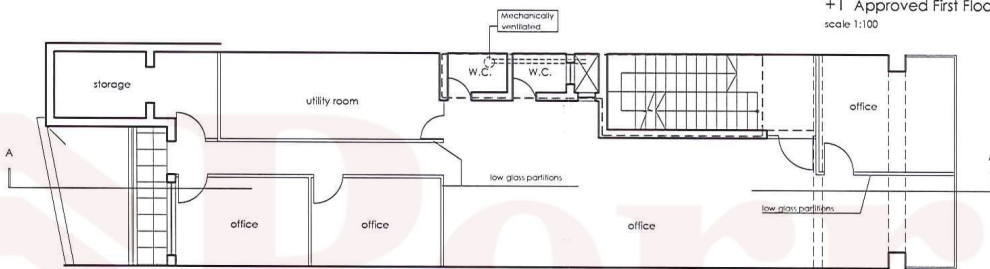 +1 Approved First Floo
scale 1:100
Mechanically
ventilated
storage
utility room
W.C.
W.C.
office
A
low glass partitions
low glass partitions
office
office
office